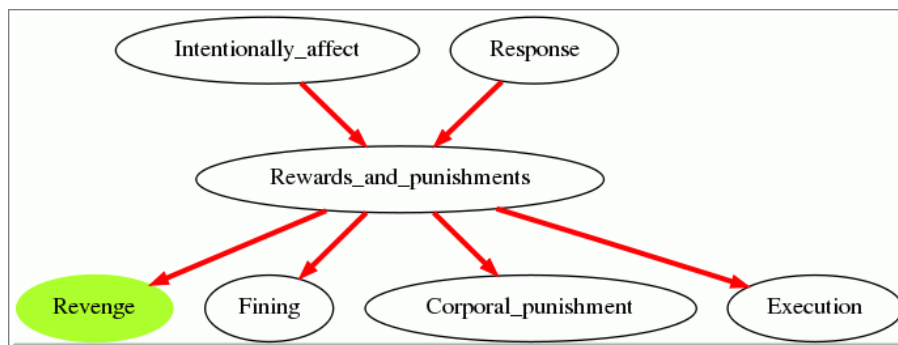 Intentionally_affect
Response
Rewards_and_punishments
Revenge
Fining
Corporal_punishment
Execution